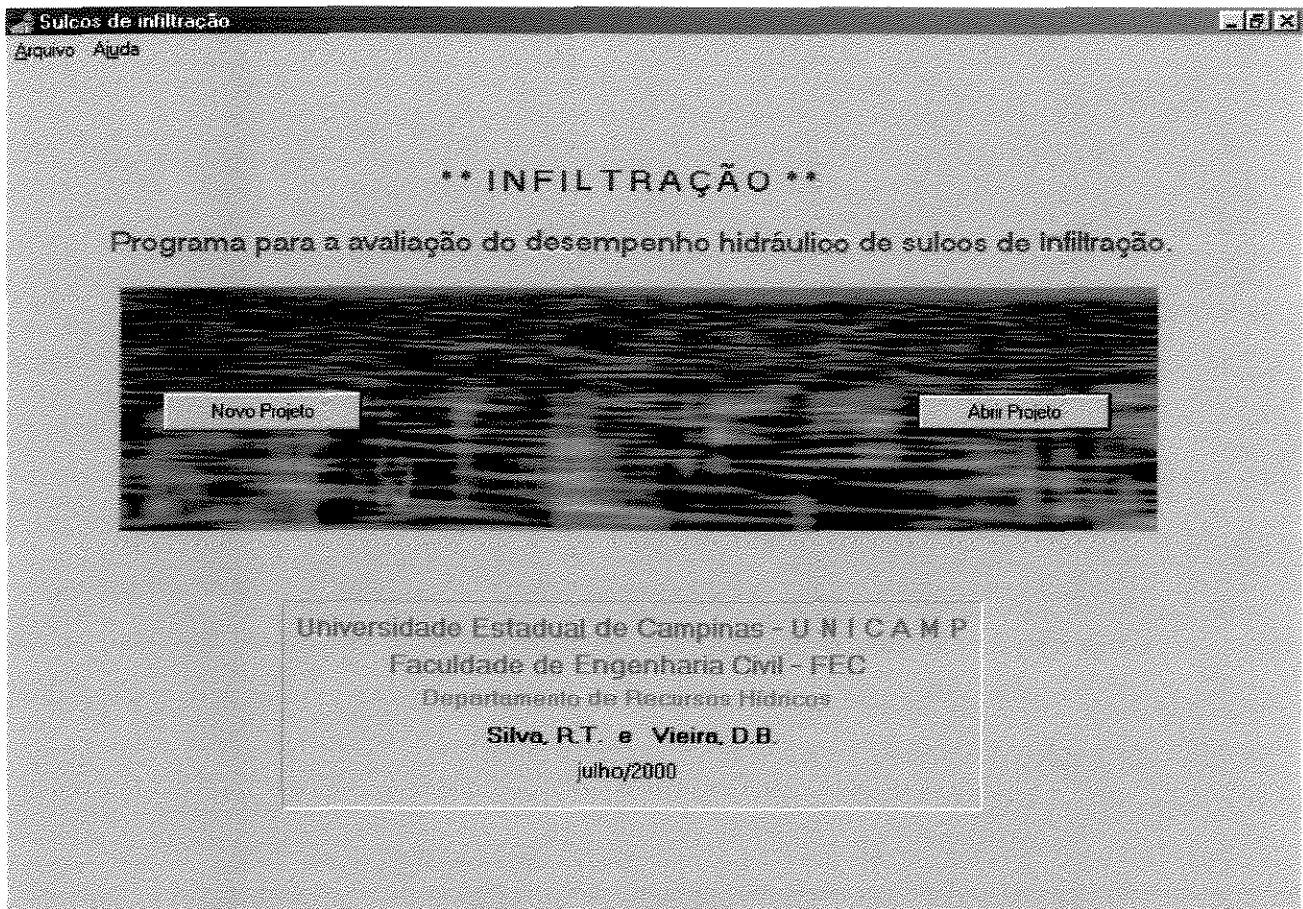 Sulcos de infiltração
Arquivo Ajuda
** INFILTRAÇÃO **
Programa para a avaliação do desempenho hidráulico de sulcos de infiltração.
Novo Projeto
Abrir Projeto
Universidade Estadual de Campinas - U N I C A M P
Faculdade de Engenharia Civil - FEC
Departamento de Recursos Hídricos
Silva, R.T. e Vieira, D.B.
julho/2000